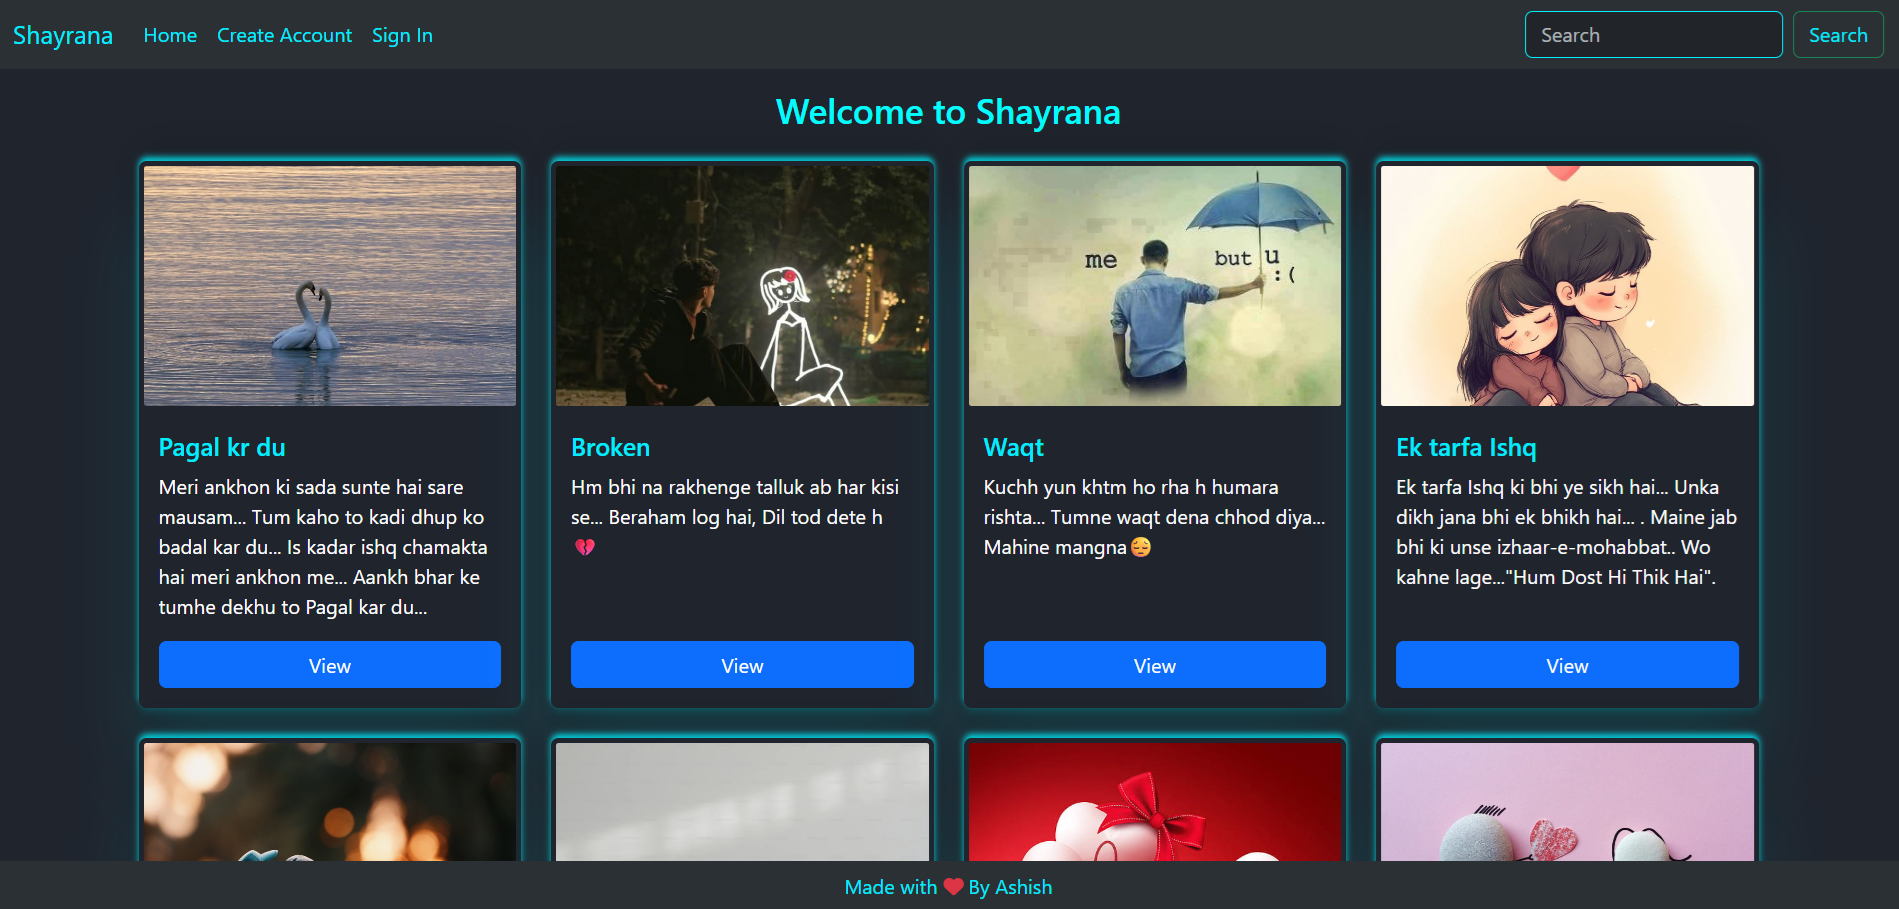 Shayrana Home Create Account Sign In Search Search
Welcome to Shayrana
me but u
:(
Pagal kr du
Meri ankhon ki sada sunte hai sare
mausam... Tum kaho to kadi dhup ko
badal kar du... Is kadar ishq chamakta
hai meri ankhon me... Aankh bhar ke
tumhe dekhu to Pagal kar du...
View
Broken
Hm bhi na rakhenge talluk ab har kisi
se... Beraham log hai, Dil tod dete h
💔
View
Waqt
Kuchh yun khtm ho rha h humara
rishta... Tumne waqt dena chhod diya...
Mahine mangna😔
View
Ek tarfa Ishq
Ek tarfa Ishq ki bhi ye sikh hai... Unka
dikh jana bhi ek bhikh hai... . Maine jab
bhi ki unse izhaar-e-mohabbat.. Wo
kahne lage..."Hum Dost Hi Thik Hai".
View
Made with ❤ By Ashish